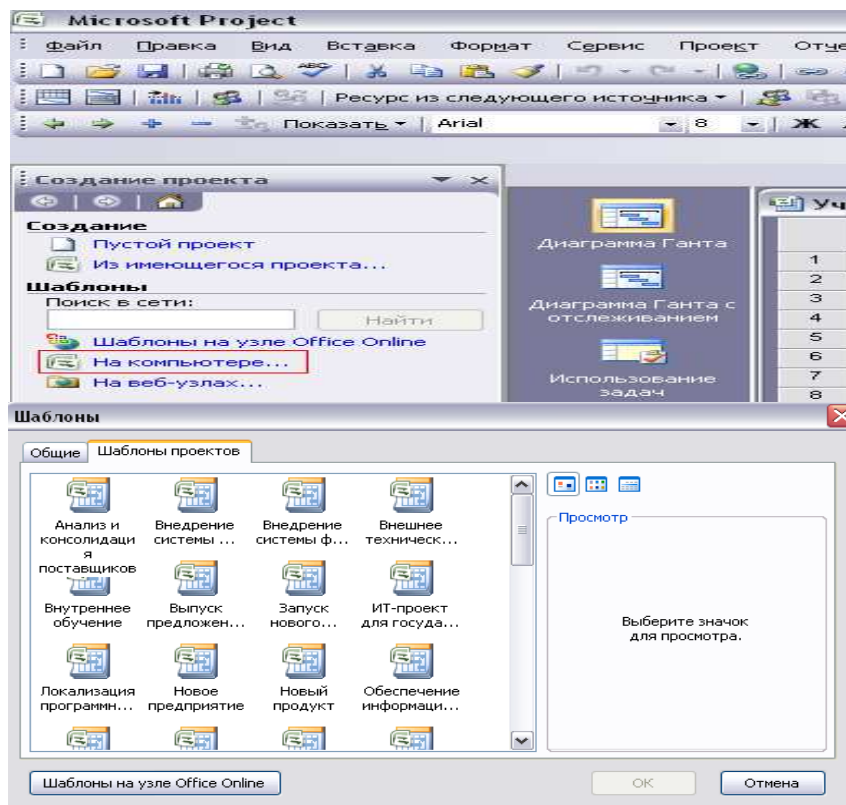 Microsoft Project
Файл Правка Вид Вставка Формат Сервис Проект Отче
ABC
Ресурс из следующего источника
Показать Arial 8 Ж
Создание проекта
Создание
Пустой проект
Из имеющегося проекта...
Шаблоны
Поиск в сети:
Найти
Шаблоны на узле Office Online
На компьютере...
На веб-узлах...
Диаграмма Ганта
Диаграмма Ганта с
отслеживанием
Использование
задач
Уч
1
2
3
4
5
6
7
8
Шаблоны
Общие Шаблоны проектов
Анализ и
консолидаци
я
поставщиков
Внедрение
системы ...
Внедрение
системы ф...
Внешнее
техническ...
Внутреннее
обучение
Выпуск
предложен...
Запуск
нового...
ИТ-проект
для госуда...
Локализация
программн...
Новое
предприятие
Новый
продукт
Обеспечение
информаци...
Просмотр
Выберите значок
для просмотра.
Шаблоны на узле Office Online
ОК Отмена